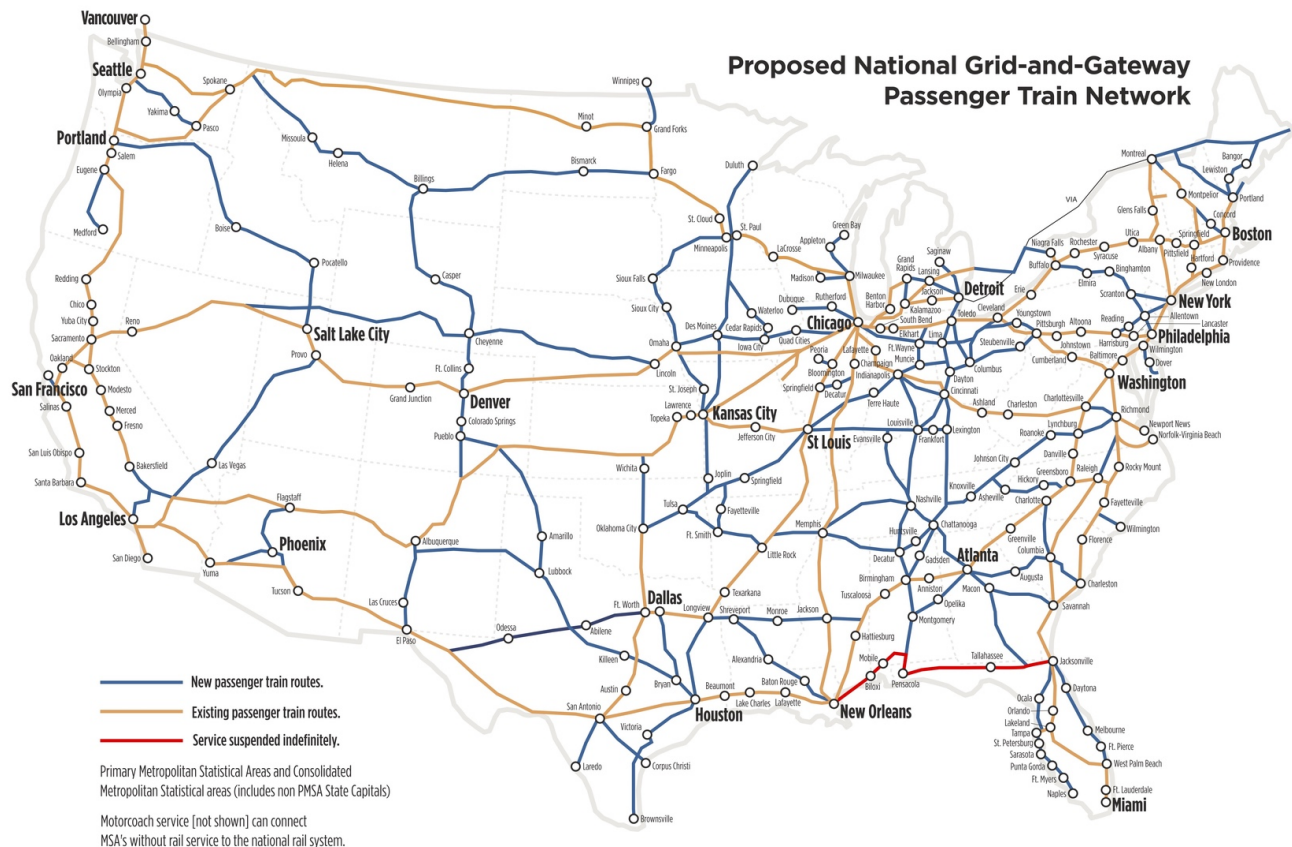 Proposed National Grid-and-Gateway
Passenger Train Network
Vancouver
Bellingham
Seattle
Olympia
Spokane
Yakima
Pasco
Portland
Salem
Eugene
Medford
Missoula
Helena
Billings
Bismarck
Minot
Winnipeg
Grand Forks
Fargo
Duluth
St. Cloud
St. Paul
Minneapolis
LaCrosse
Green Bay
Appleton
Madison
Milwaukee
Boise
Pocatello
Casper
Cheyenne
Ft. Collins
Redding
Chico
Yuba City
Sacramento
Reno
Oakland
San Francisco
Stockton
Modesto
Merced
Fresno
Salinas
San Luis Obispo
Santa Barbara
Bakersfield
Los Angeles
San Diego
Las Vegas
Salt Lake City
Provo
Grand Junction
Denver
Colorado Springs
Pueblo
Flagstaff
Phoenix
Yuma
Tucson
Albuquerque
Las Cruces
El Paso
Amarillo
Lubbock
Odessa
Abilene
Sioux Falls
Sioux City
Omaha
Lincoln
Des Moines
Waterloo
Cedar Rapids
Iowa City
Quad Cities
Dubuque
Rutherford
Chicago
St. Joseph
Lawrence
Topeka
Kansas City
Jefferson City
St Louis
Wichita
Oklahoma City
Tulsa
Joplin
Springfield
Fayetteville
Ft. Smith
Little Rock
Memphis
Texarkana
Ft. Worth
Dallas
Longview
Shreveport
Monroe
Jackson
Killeen
Bryan
Austin
San Antonio
Houston
Victoria
Corpus Christi
Laredo
Brownsville
Beaumont
Lake Charles
Lafayette
Baton Rouge
Alexandria
New Orleans
Hattiesburg
Biloxi
Mobile
Pensacola
Tallahassee
Jacksonville
Peoria
Bloomington
Springfield
Decatur
Champaign
Lafayette
Indianapolis
Terre Haute
Evansville
Louisville
Frankfort
Lexington
Cincinnati
Dayton
Columbus
Lima
Muncie
Ft.Wayne
Elkhart
South Bend
Kalamazoo
Benton
Harbor
Grand
Rapids
Lansing
Jackson
Saginaw
Detroit
Toledo
Cleveland
Youngstown
Steubenville
Pittsburgh
Altoona
Johnstown
Cumberland
Erie
Buffalo
Niagra Falls
Rochester
Syracuse
Utica
Albany
Pittsfield
Springfield
Glens Falls
Montreal
VIA
Montpelior
Bangor
Lewiston
Portland
Concord
Boston
Providence
Hartford
New London
Elmira
Binghamton
Scranton
New York
Allentown
Reading
Lancaster
Philadelphia
Harrisburg
Wilmington
Dover
Baltimore
Washington
Charlottesville
Richmond
Newport News
Norfolk-Virginia Beach
Lynchburg
Roanoke
Danville
Ashland
Charleston
Johnson City
Greensboro
Raleigh
Rocky Mount
Hickory
Knoxville
Asheville
Charlotte
Fayetteville
Wilmington
Florence
Greenville
Columbia
Charleston
Savannah
Nashville
Chattanooga
Huntsville
Decatur
Gadsden
Birmingham
Anniston
Tuscaloosa
Atlanta
Augusta
Macon
Opelika
Montgomery
Daytona
Ocala
Orlando
Lakeland
Tampa
St. Petersburg
Sarasota
Punta Gorda
Ft. Myers
Naples
Melbourne
Ft. Pierce
West Palm Beach
Ft. Lauderdale
Miami
New passenger train routes.
Existing passenger train routes.
Service suspended indefinitely.
Primary Metropolitan Statistical Areas and Consolidated
Metropolitan Statistical areas (includes non PMSA State Capitals)
Motorcoach service [not shown] can connect
MSA's without rail service to the national rail system.